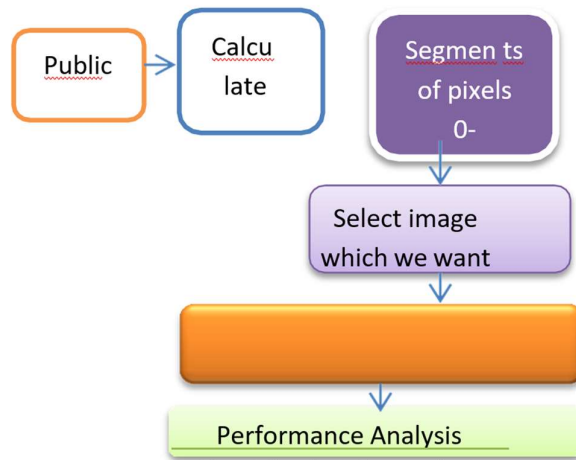 Public
Calcu
late
Segmen ts
of pixels
0-
Select image
which we want
Performance Analysis